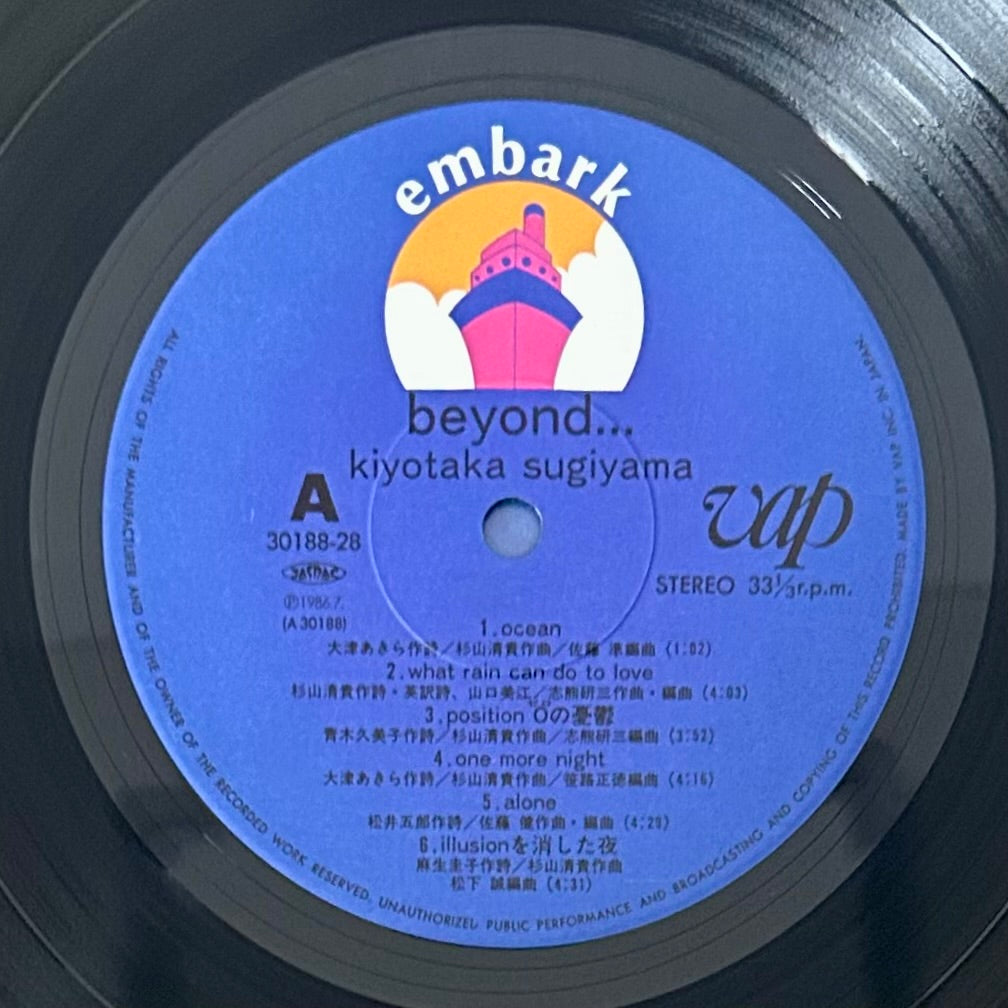 embark
beyond...
kiyotaka sugiyama
A
30188-28
JASRAC
Ⓟ1986.7.
(A 30188)
vap
STEREO 33⅓r.p.m.
1.ocean
大津あきら作詩／杉山清貴作曲／佐藤 準編曲 (1:02)
2.what rain can do to love
杉山清貴作詩・英訳詩、山口美江／志熊研三作曲・編曲 (4:03)
3.position Oの憂鬱
青木久美子作詩／杉山清貴作曲／志熊研三編曲 (3:52)
4.one more night
大津あきら作詩／杉山清貴作曲／笹路正徳編曲 (4:16)
5.alone
松井五郎作詩／佐藤 健作曲・編曲 (4:29)
6.illusionを消した夜
麻生圭子作詩／杉山清貴作曲
松下 誠編曲 (4:31)
ALL RIGHTS OF THE MANUFACTURER AND OF THE OWNER OF THE RECORDED WORK RESERVED. UNAUTHORIZED PUBLIC PERFORMANCE AND BROADCASTING AND COPYING OF THIS RECORD PROHIBITED. MADE BY VAP INC IN JAPAN.